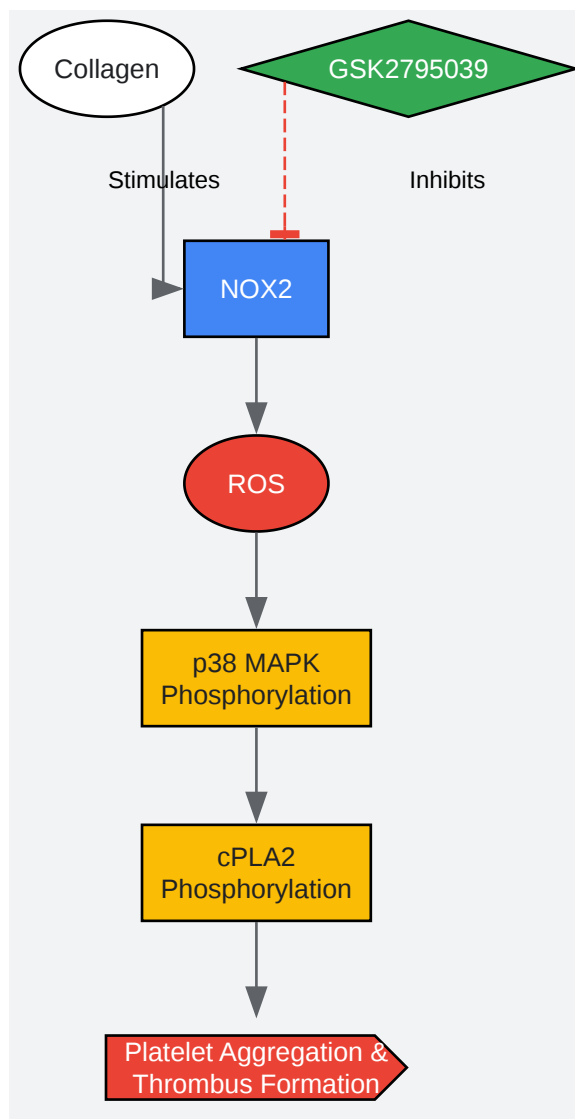 Collagen
GSK2795039
Stimulates
Inhibits
NOX2
ROS
p38 MAPK
Phosphorylation
cPLA2
Phosphorylation
Platelet Aggregation &
Thrombus Formation